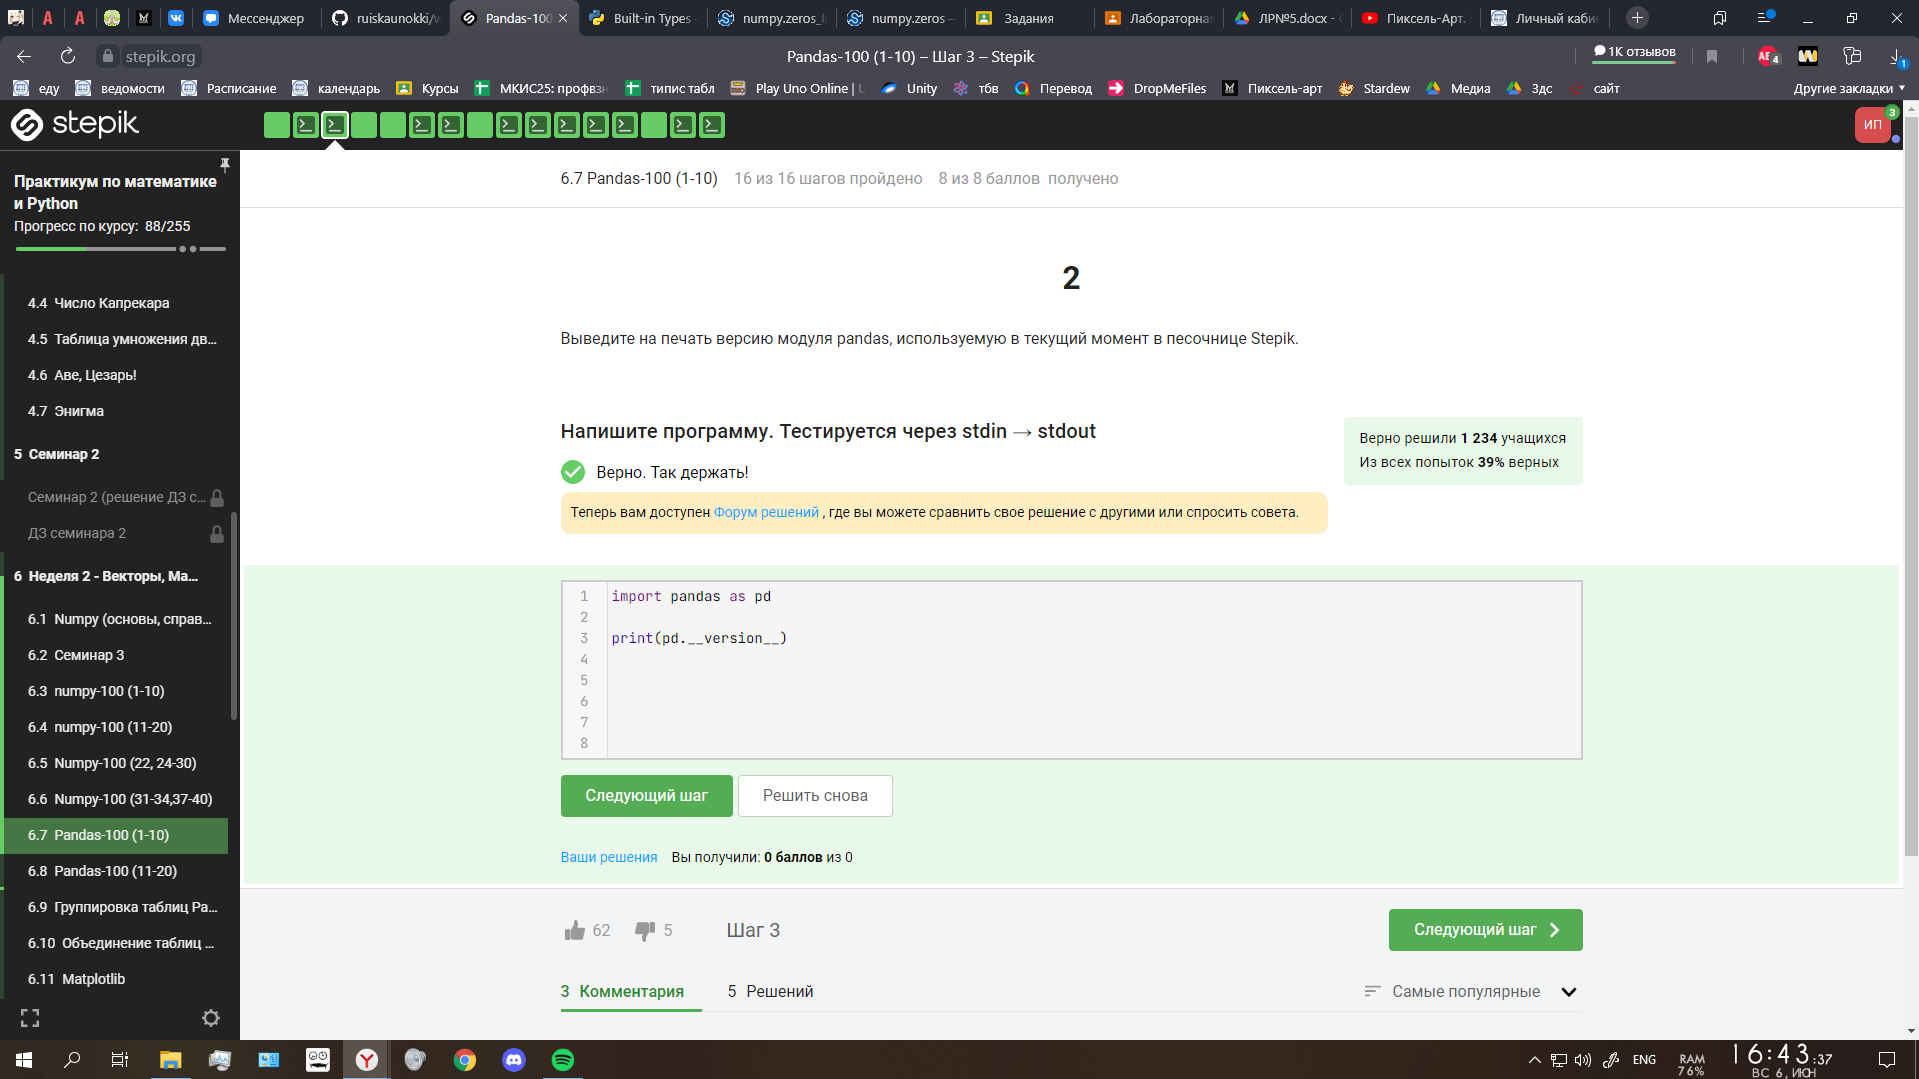 Мессенджер
ruiskaunokki/w
Pandas-100
Built-in Types
numpy.zeros_l
numpy.zeros —
Задания
Лабораторная
ЛР№5.docx - G
Пиксель-Арт.
Личный каби
stepik.org
Pandas-100 (1-10) – Шаг 3 – Stepik
1K отзывов
4
1
еду
ведомости
Расписание
календарь
Курсы
МКИС25: профвзн
типис табл
Play Uno Online | U
Unity
тбв
Перевод
DropMeFiles
Пиксель-арт
Stardew
Медиа
Здс
сайт
Другие закладки
stepik
ИП
3
Практикум по математике
и Python
Прогресс по курсу: 88/255
4.4 Число Капрекара
4.5 Таблица умножения дв...
4.6 Аве, Цезарь!
4.7 Энигма
5 Семинар 2
Семинар 2 (решение ДЗ с...
ДЗ семинара 2
6 Неделя 2 - Векторы, Ма...
6.1 Numpy (основы, справ...
6.2 Семинар 3
6.3 numpy-100 (1-10)
6.4 numpy-100 (11-20)
6.5 Numpy-100 (22, 24-30)
6.6 Numpy-100 (31-34,37-40)
6.7 Pandas-100 (1-10)
6.8 Pandas-100 (11-20)
6.9 Группировка таблиц Pa...
6.10 Объединение таблиц ...
6.11 Matplotlib
6.7 Pandas-100 (1-10) 16 из 16 шагов пройдено 8 из 8 баллов получено
2
Выведите на печать версию модуля pandas, используемую в текущий момент в песочнице Stepik.
Напишите программу. Тестируется через stdin → stdout
Верно. Так держать!
Теперь вам доступен Форум решений , где вы можете сравнить свое решение с другими или спросить совета.
Верно решили 1 234 учащихся
Из всех попыток 39% верных
1 import pandas as pd
2
3 print(pd.__version__)
4
5
6
7
8
Следующий шаг
Решить снова
Ваши решения Вы получили: 0 баллов из 0
62
5
Шаг 3
Следующий шаг
3 Комментария
5 Решений
Самые популярные
ENG
RAM
76%
16:43:37
ВС 6, ИЮН